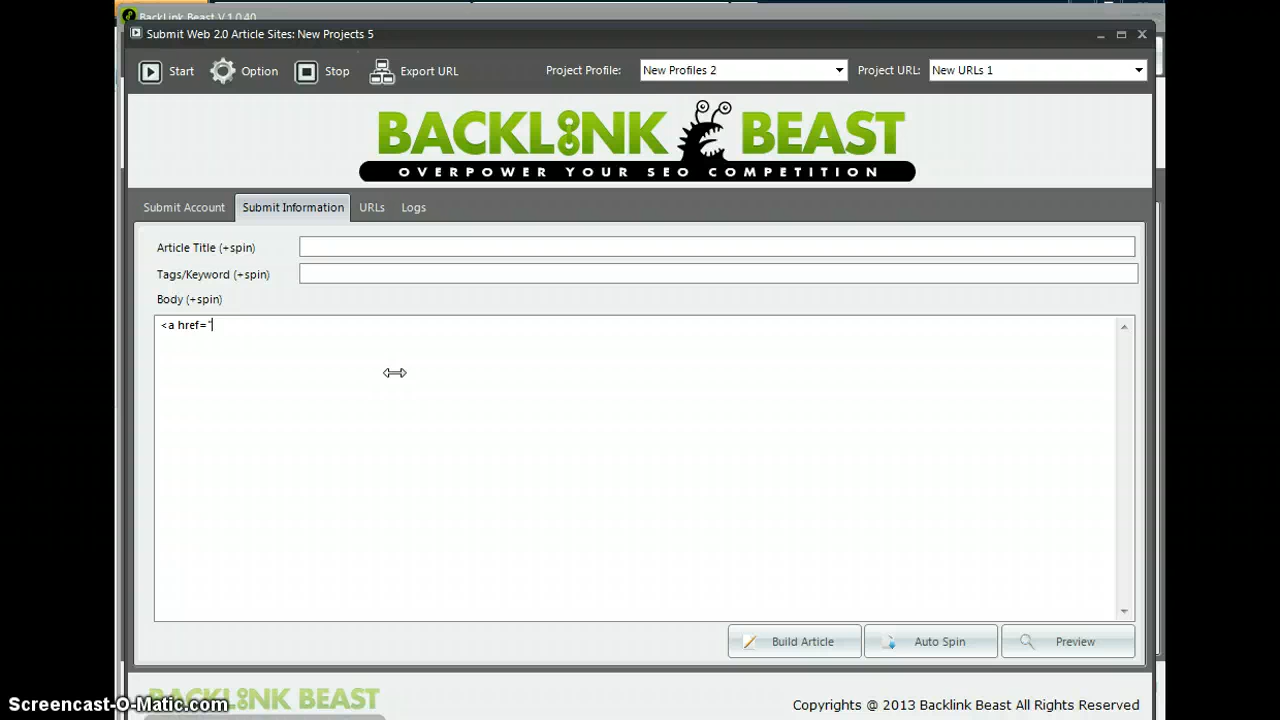 BackLink Beast V 1.0.40
Submit Web 2.0 Article Sites: New Projects 5
Start Option Stop Export URL Project Profile: New Profiles 2 Project URL: New URLs 1
BACKLINK BEAST
OVERPOWER YOUR SEO COMPETITION
Submit Account Submit Information URLs Logs
Article Title (+spin)
Tags/Keyword (+spin)
Body (+spin)
<a href="
Build Article Auto Spin Preview
BACKLINK BEAST
Screencast-O-Matic.com
Copyrights @ 2013 Backlink Beast All Rights Reserved